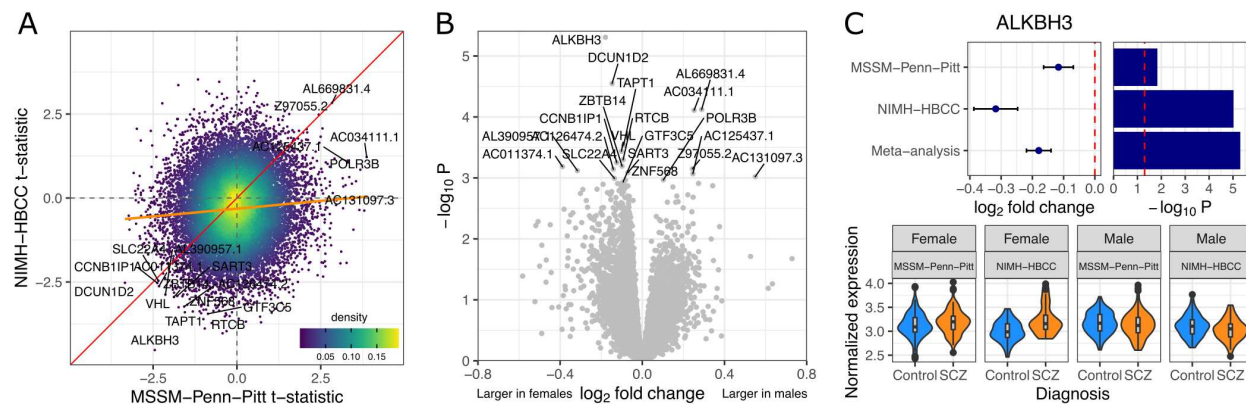 A
NIMH−HBCC t−statistic
2.5
0.0
−2.5
AL669831.4
Z97055.2
AC034111.1
AC125437.1
POLR3B
AC131097.3
SLC22A4
AL390957.1
CCNB1IP1
SART3
DCUN1D2
VHL
ZNF568
GTF3C5
TAPT1
RTCB
ALKBH3
density
0.05 0.10 0.15
−2.5 0.0 2.5
MSSM−Penn−Pitt t−statistic
B
−log10 P
5
4
3
2
1
0
ALKBH3
DCUN1D2
TAPT1
AL669831.4
AC034111.1
ZBTB14
CCNB1IP1
RTCB
POLR3B
AL390957.1
AC126474.2
VHL
GTF3C5
AC125437.1
AC011374.1
SLC22A4
SART3
Z97055.2
AC131097.3
ZNF568
−0.8 −0.4 0.0 0.4 0.8
Larger in females
log2 fold change
Larger in males
C
ALKBH3
MSSM−Penn−Pitt
NIMH−HBCC
Meta−analysis
−0.4 −0.3 −0.2 −0.1 0.0
log2 fold change
0 1 2 3 4 5
−log10 P
Normalized expression
4.0
3.5
3.0
2.5
Female Female Male Male
MSSM−Penn−Pitt NIMH−HBCC MSSM−Penn−Pitt NIMH−HBCC
Control SCZ Control SCZ Control SCZ Control SCZ
Diagnosis